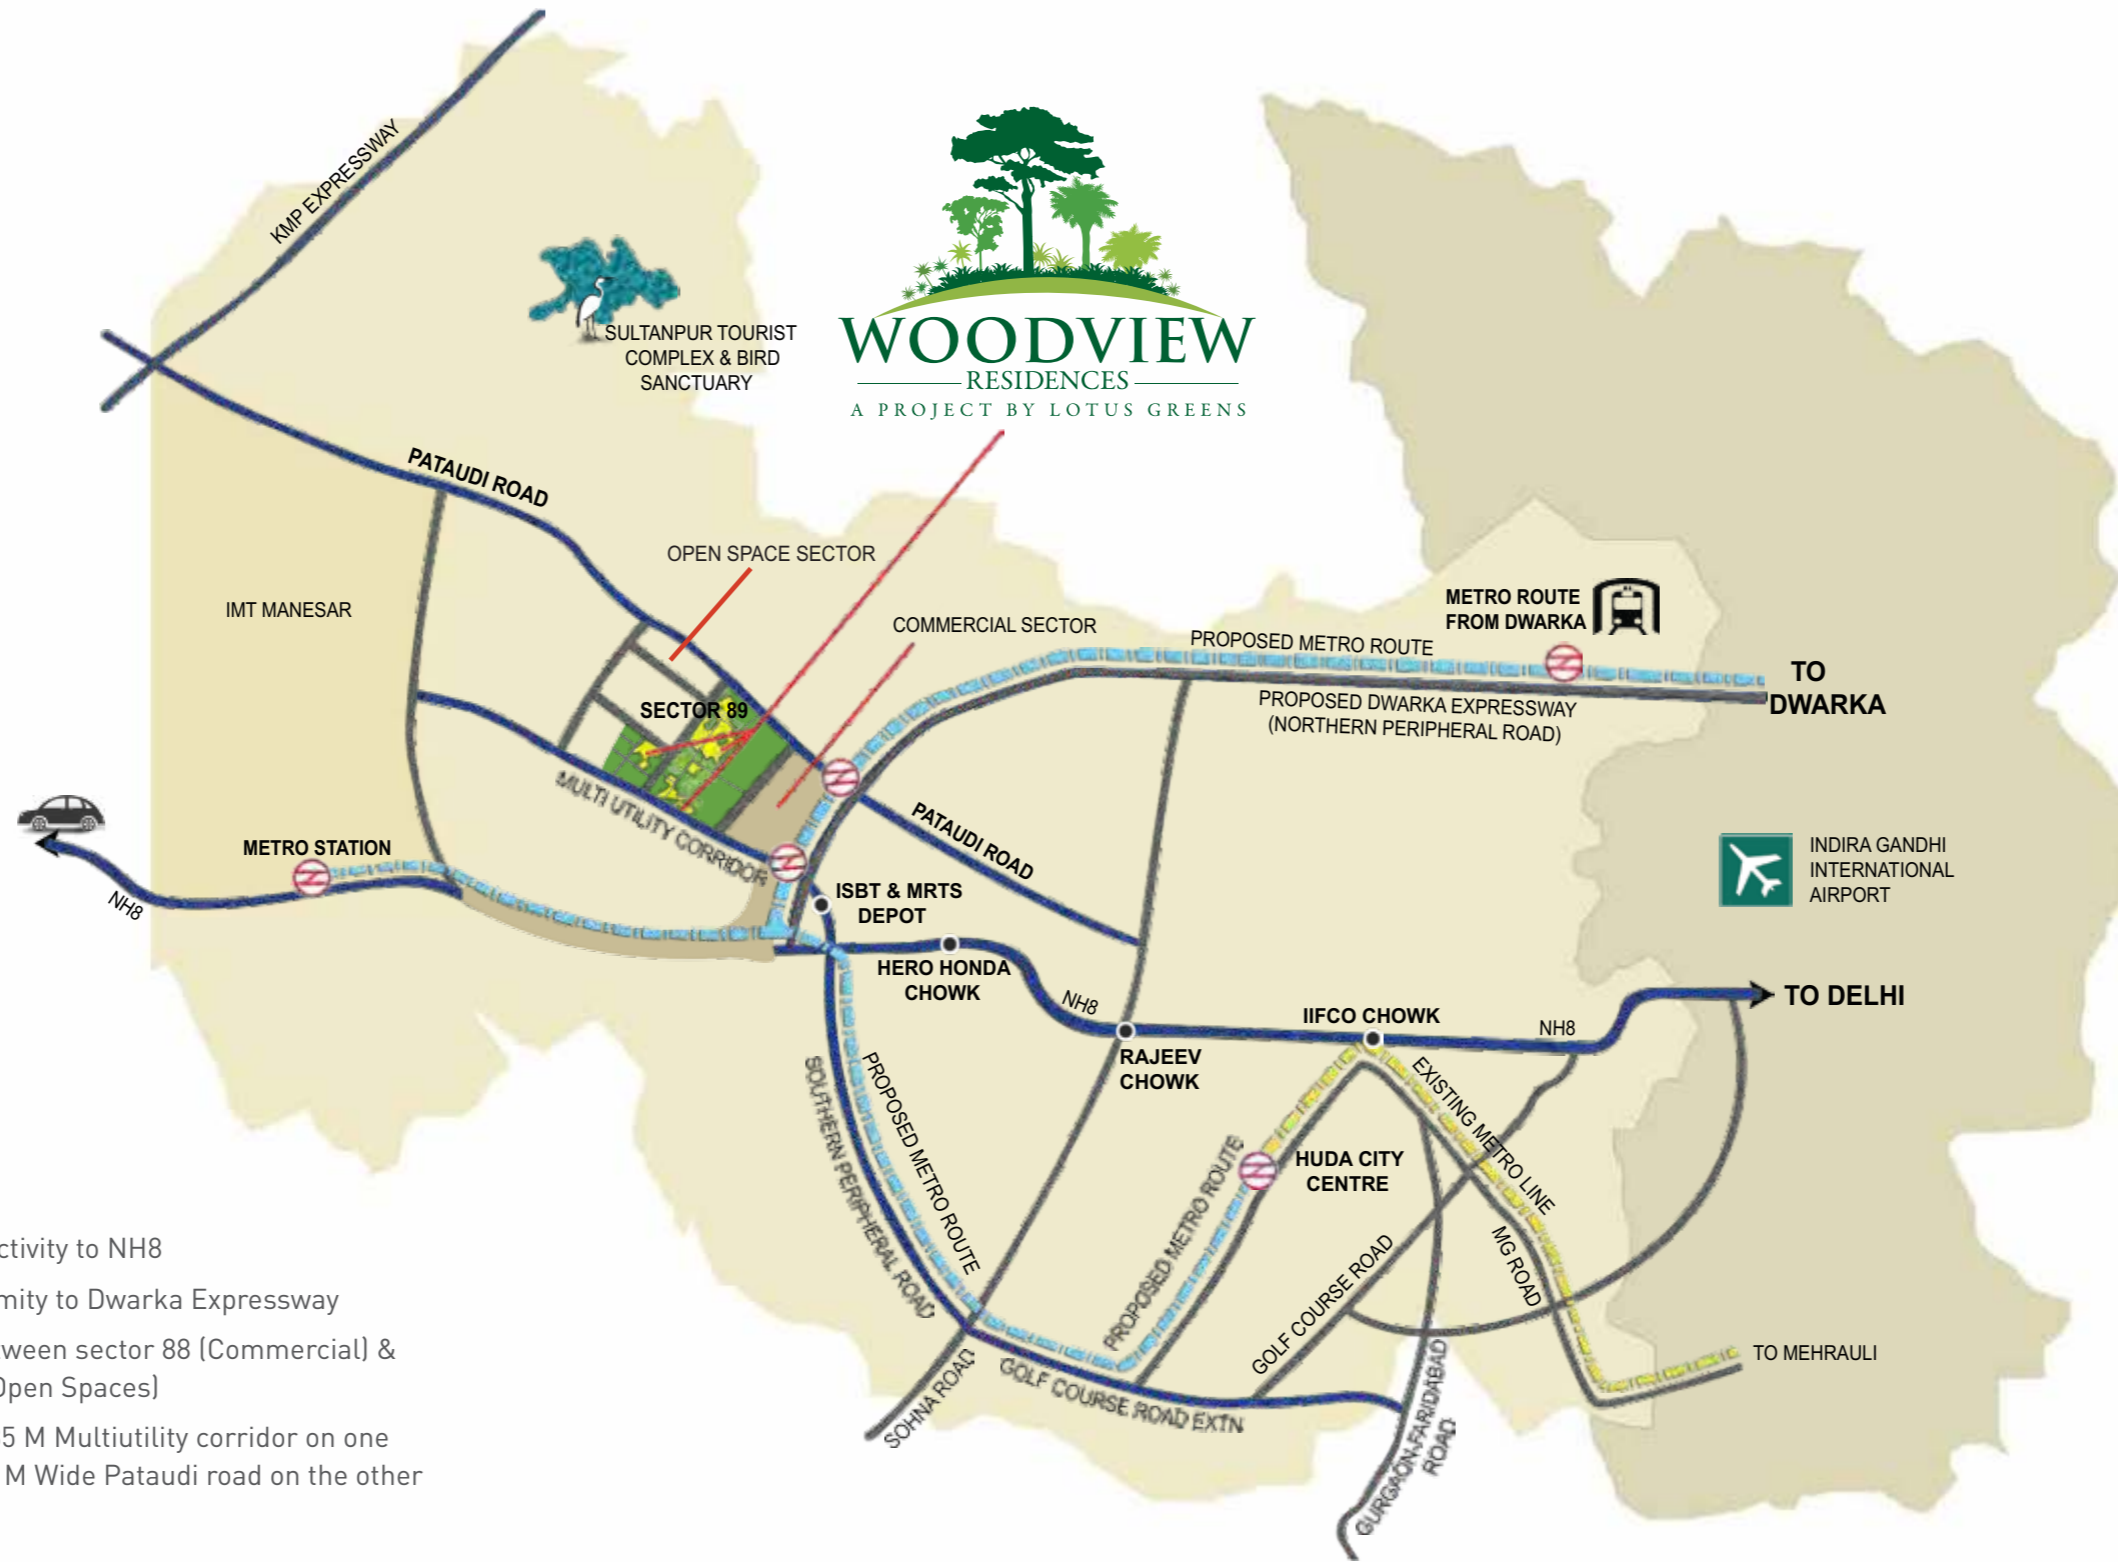 KMP EXPRESSWAY
SULTANPUR TOURIST
COMPLEX & BIRD
SANCTUARY
WOODVIEW
RESIDENCES
A PROJECT BY LOTUS GREENS
PATAUDI ROAD
OPEN SPACE SECTOR
IMT MANESAR
COMMERCIAL SECTOR
METRO ROUTE
FROM DWARKA
PROPOSED METRO ROUTE
TO
DWARKA
PROPOSED DWARKA EXPRESSWAY
(NORTHERN PERIPHERAL ROAD)
SECTOR 89
MULTI UTILITY CORRIDOR
PATAUDI ROAD
METRO STATION
NH8
ISBT & MRTS
DEPOT
INDIRA GANDHI
INTERNATIONAL
AIRPORT
HERO HONDA
CHOWK
NH8
RAJEEV
CHOWK
IIFCO CHOWK
NH8
TO DELHI
SOUTHERN PERIPHERAL ROAD
PROPOSED METRO ROUTE
EXISTING METRO LINE
HUDA CITY
CENTRE
PROPOSED METRO ROUTE
MG ROAD
GOLF COURSE ROAD
TO MEHRAULI
SOHNA ROAD
GOLF COURSE ROAD EXTN
GURGAON-FARIDABAD
ROAD
ctivity to NH8
mity to Dwarka Expressway
tween sector 88 (Commercial) &
Open Spaces)
5 M Multiutility corridor on one
M Wide Pataudi road on the other